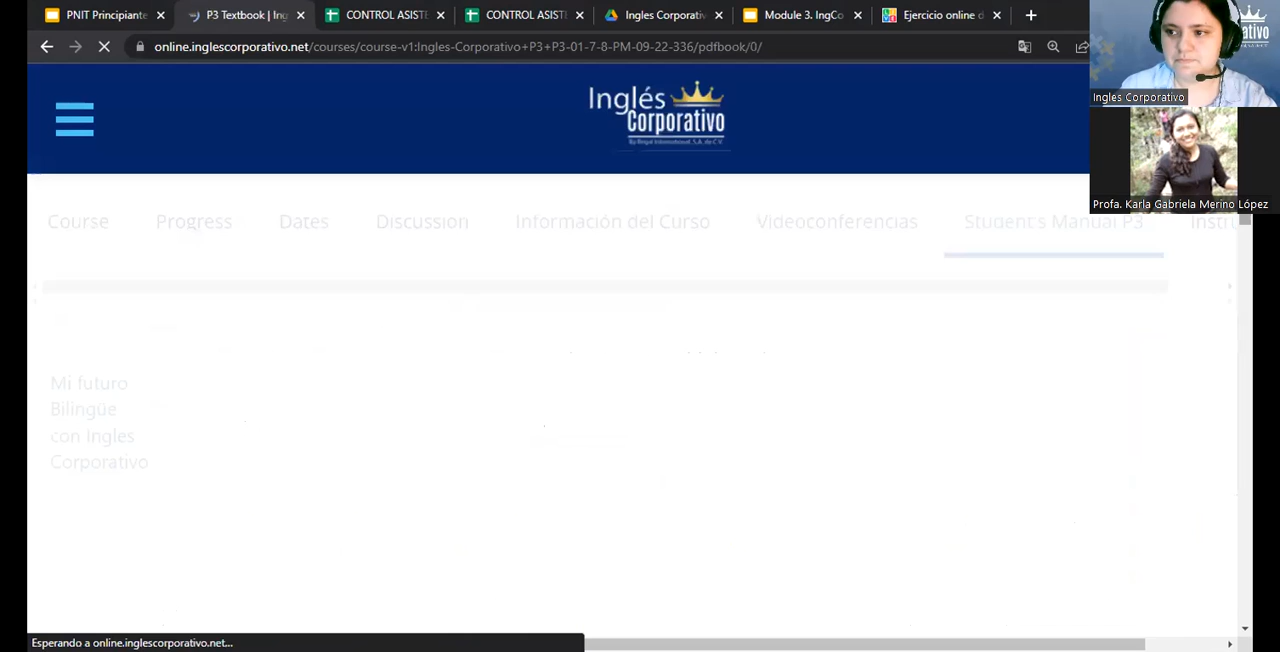 PNIT Principiante
P3 Textbook | Ing
CONTROL ASISTE
CONTROL ASISTE
Ingles Corporativ
Module 3. IngCo
Ejercicio online d
online.inglescorporativo.net/courses/course-v1:Ingles-Corporativo+P3+P3-01-7-8-PM-09-22-336/pdfbook/0/
Inglés
Corporativo
Course
Progress
Dates
Discussion
Información del Curso
Videoconferencias
Student's Manual P3
Instru
Mi futuro
Bilingüe
con Ingles
Corporativo
Esperando a online.inglescorporativo.net...
Ingles Corporativo
Profa. Karla Gabriela Merino López